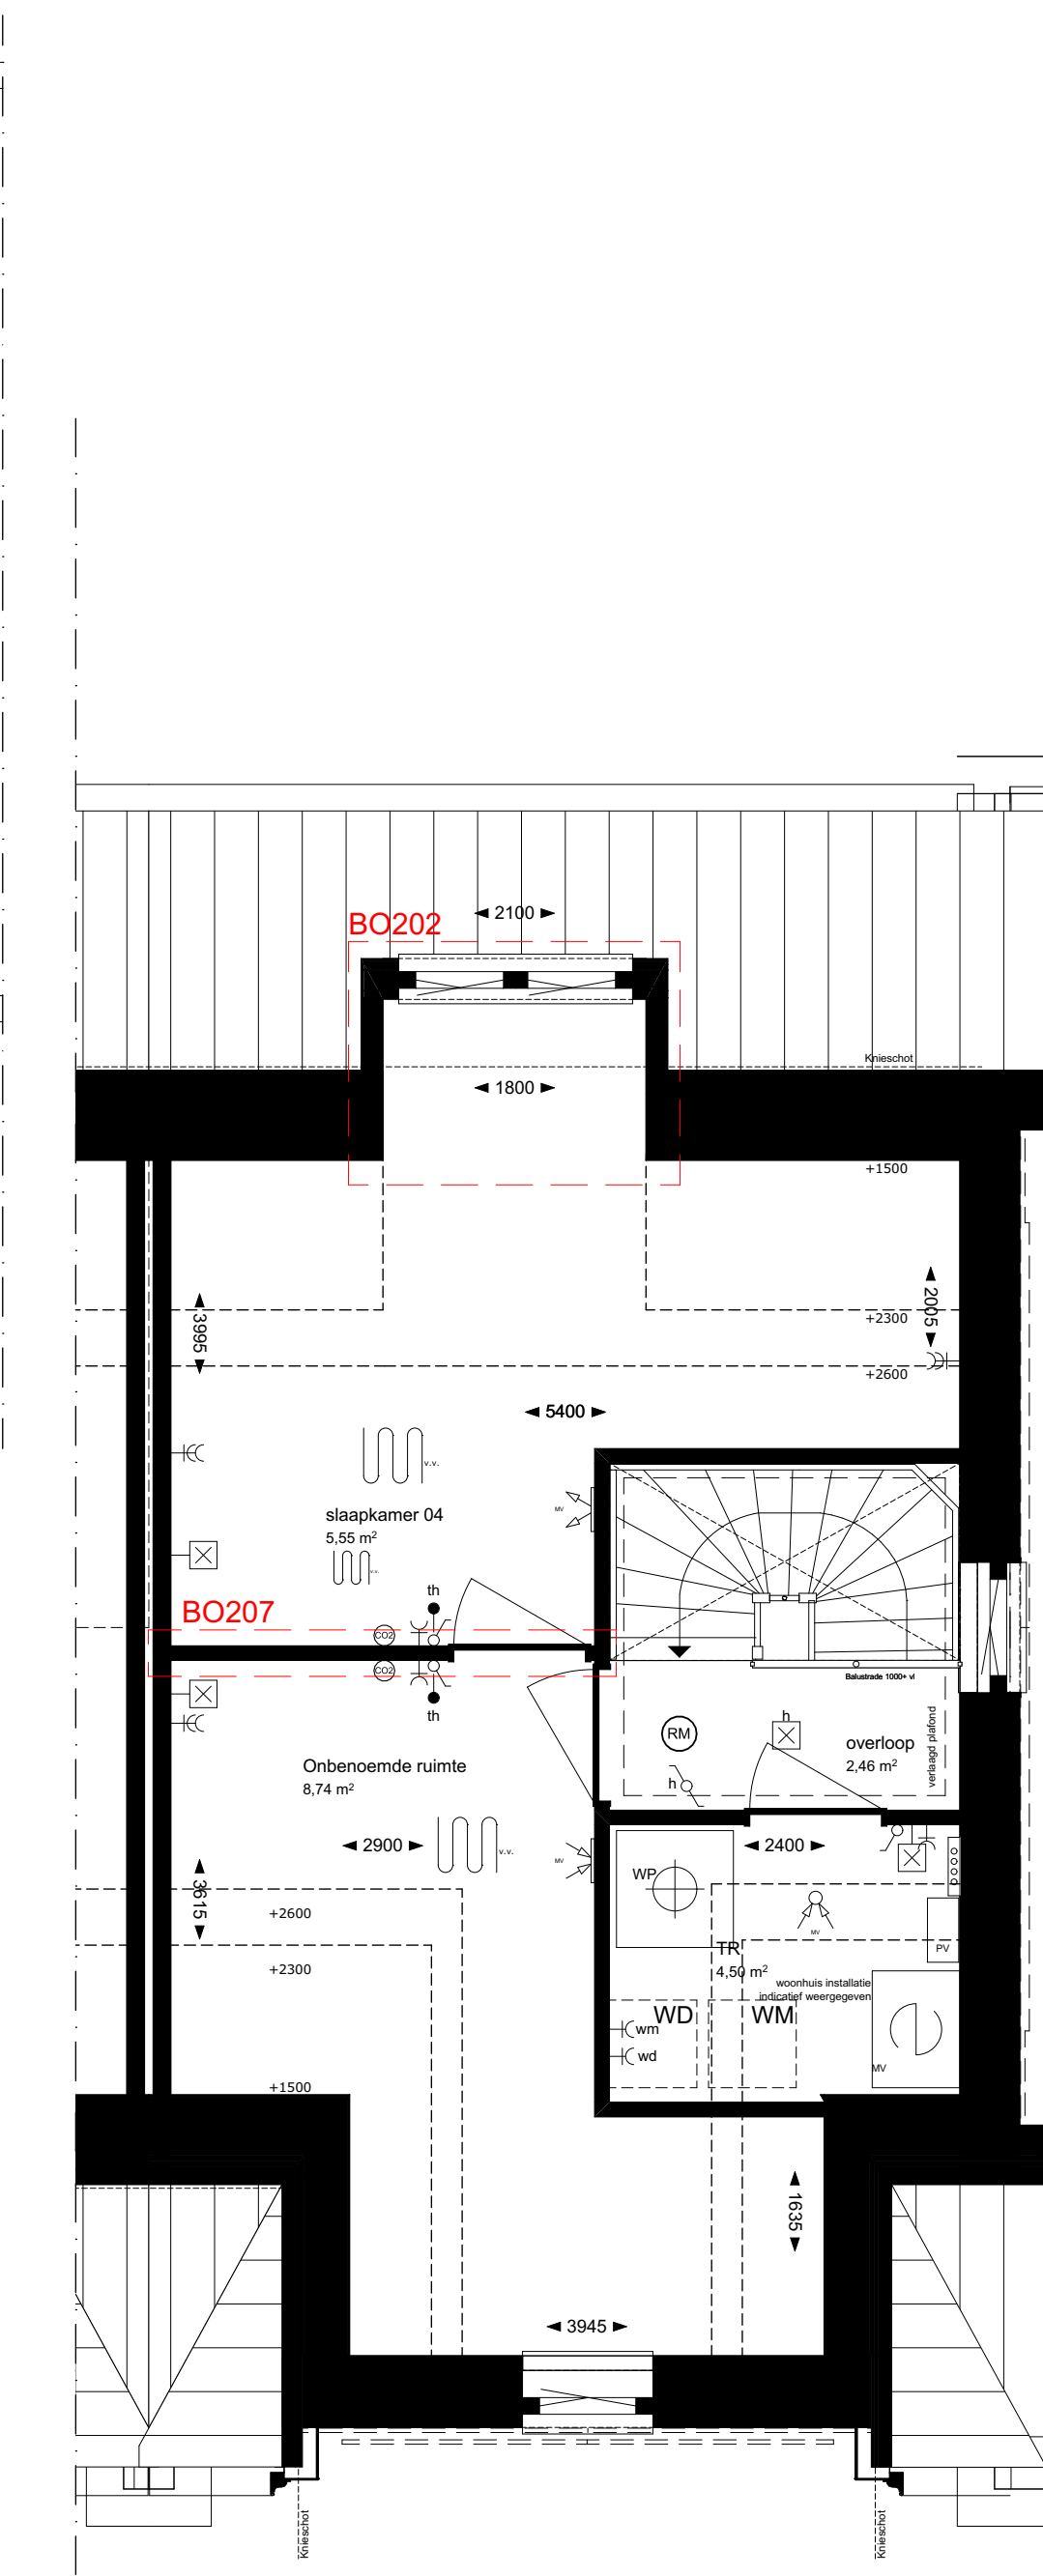 2100
BO202
Knieschot
1800
+1500
3995
2005
+2300
+2600
5400
v.v.
MV
slaapkamer 04
5,55 m²
v.v.
th
BO207
CO2
CO2
th
Balustrade 1000+ vl
RM
h
overloop
2,46 m²
verlaagd plafond
h
Onbenoemde ruimte
8,74 m²
2900
v.v.
MV
2400
WP
3615
+2600
MV
TR
4,50 m²
PV
+2300
woonhuis installatie
indicatief weergegeven
WD
WM
wm
wd
MV
+1500
1635
3945
Knieschot
Knieschot